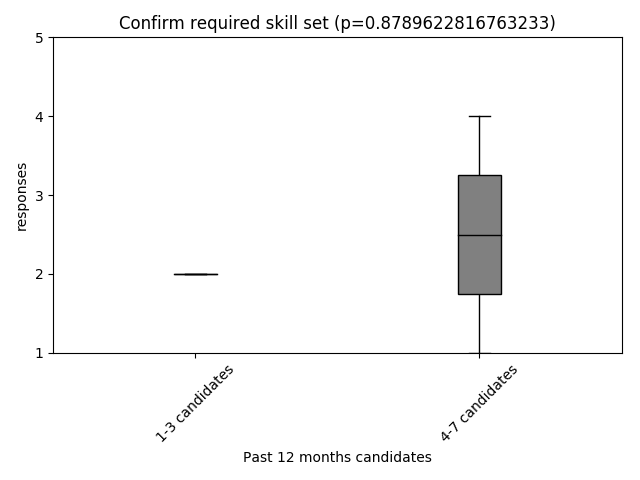 Confirm required skill set (p=0.8789622816763233)
5
4
3
2
1
responses
1-3 candidates
4-7 candidates
Past 12 months candidates